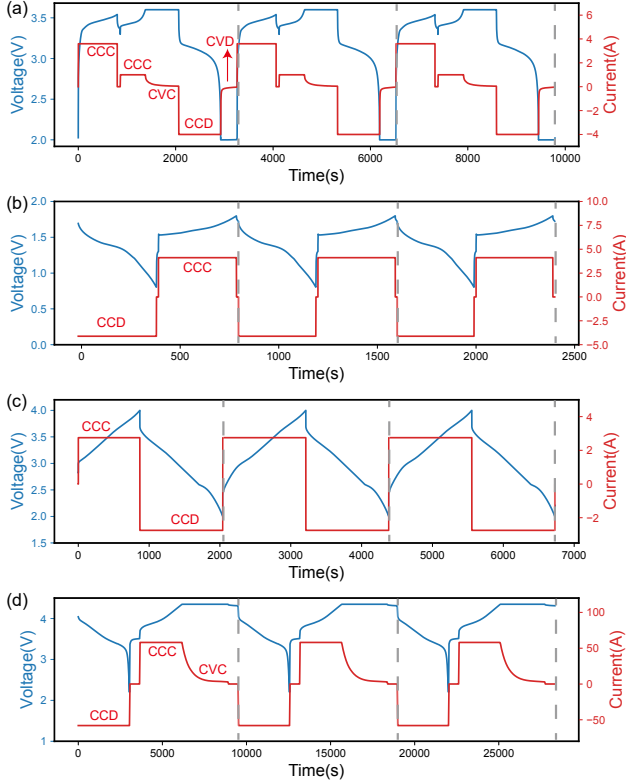 (a)
Voltage(V)
3.5
3.0
2.5
2.0
CCC
CCC
CVC
CCD
CVD
6
4
2
0
−2
−4
Current(A)
0
2000
4000
6000
8000
10000
Time(s)
(b)
Voltage(V)
2.0
1.5
1.0
0.5
0.0
CCD
CCC
10.0
7.5
5.0
2.5
0.0
−2.5
−5.0
Current(A)
0
500
1000
1500
2000
2500
Time(s)
(c)
Voltage(V)
4.0
3.5
3.0
2.5
2.0
1.5
CCC
CCD
4
2
0
−2
Current(A)
0
1000
2000
3000
4000
5000
6000
7000
Time(s)
(d)
Voltage(V)
4
3
2
1
CCD
CCC
CVC
100
50
0
−50
Current(A)
0
5000
10000
15000
20000
25000
Time(s)